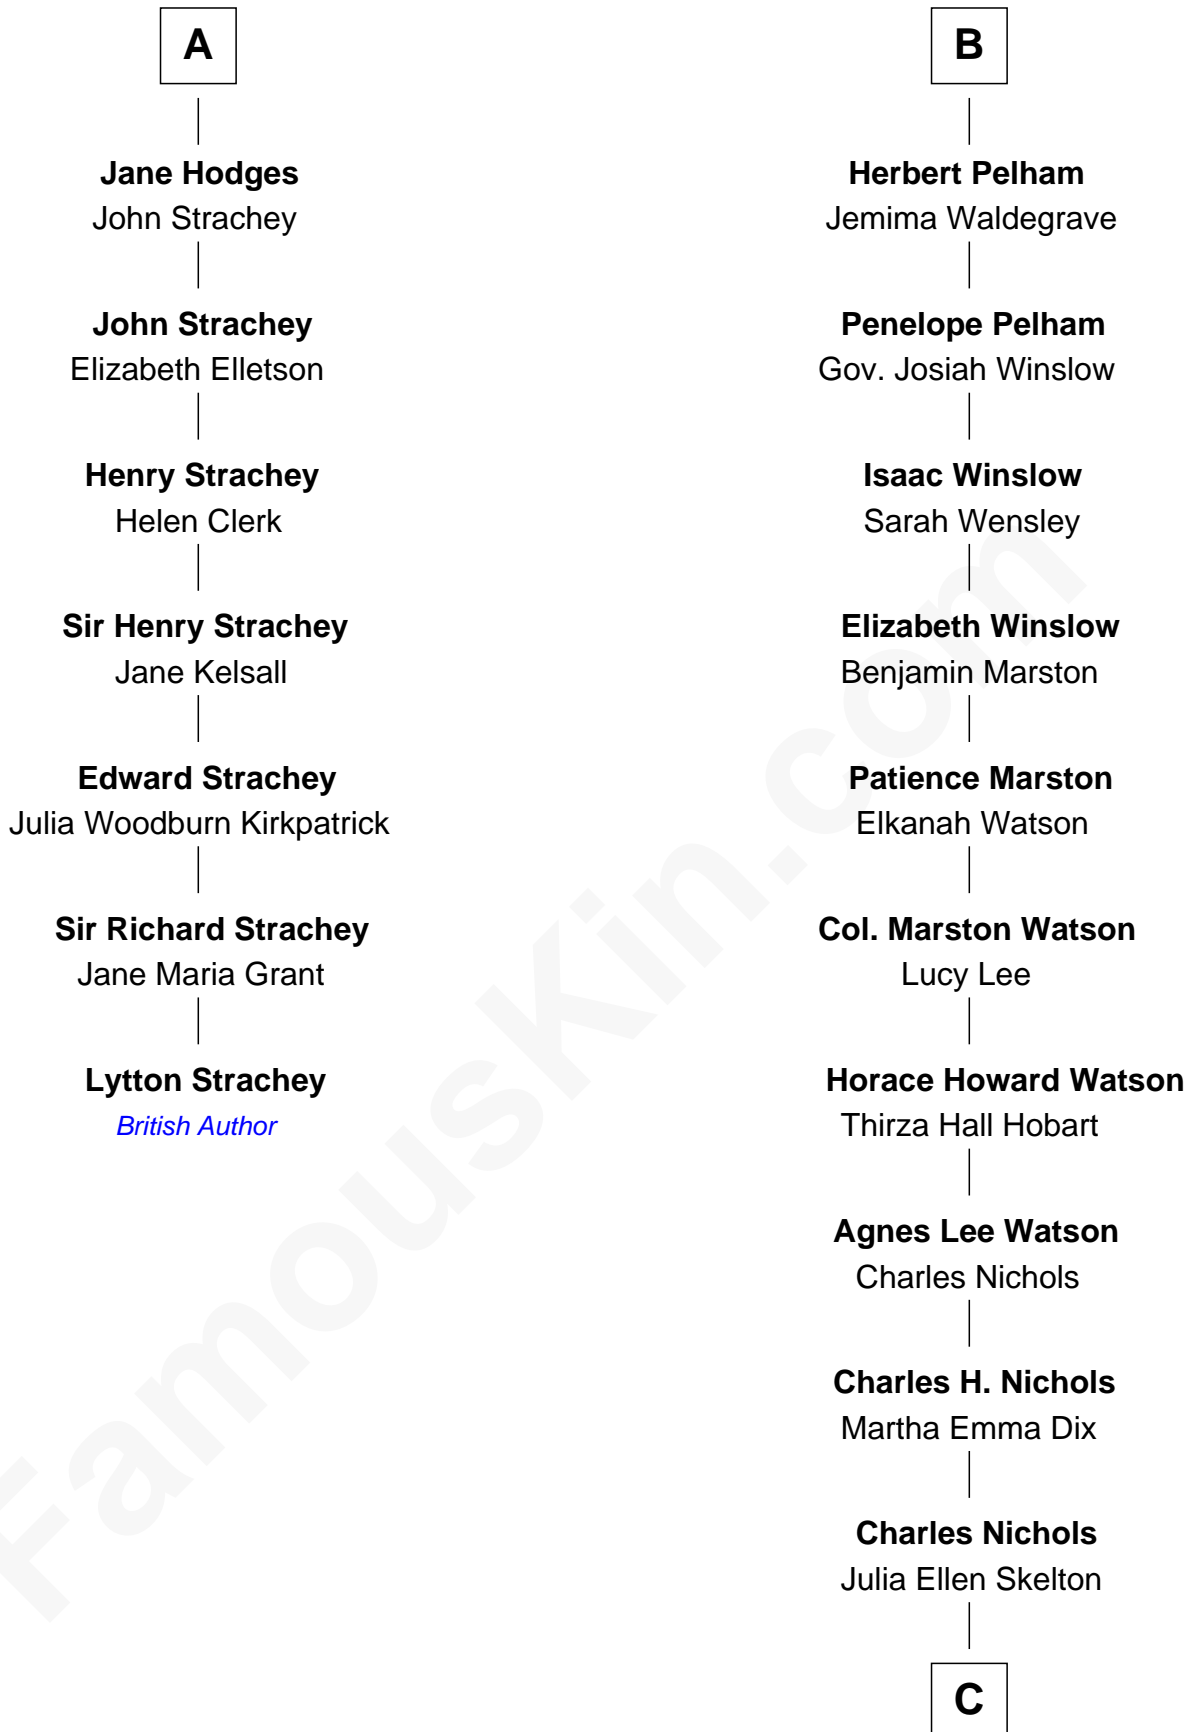 A
Jane Hodges
John Strachey
John Strachey
Elizabeth Elletson
Henry Strachey
Helen Clerk
Sir Henry Strachey
Jane Kelsall
Edward Strachey
Julia Woodburn Kirkpatrick
Sir Richard Strachey
Jane Maria Grant
Lytton Strachey
British Author
B
Herbert Pelham
Jemima Waldegrave
Penelope Pelham
Gov. Josiah Winslow
Isaac Winslow
Sarah Wensley
Elizabeth Winslow
Benjamin Marston
Patience Marston
Elkanah Watson
Col. Marston Watson
Lucy Lee
Horace Howard Watson
Thirza Hall Hobart
Agnes Lee Watson
Charles Nichols
Charles H. Nichols
Martha Emma Dix
Charles Nichols
Julia Ellen Skelton
C
FamousKin.com